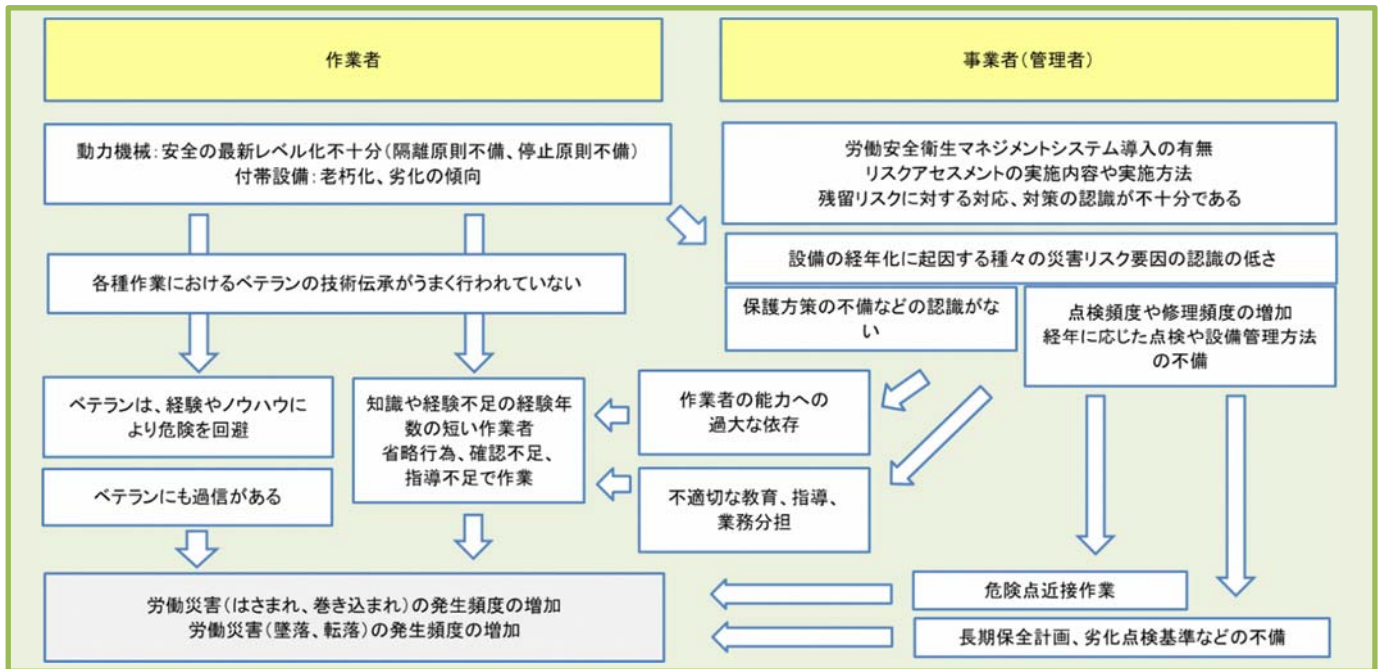 作業者
事業者(管理者)
動力機械:安全の最新レベル化不十分(隔離原則不備、停止原則不備)
付帯設備:老朽化、劣化の傾向
労働安全衛生マネジメントシステム導入の有無
リスクアセスメントの実施内容や実施方法
残留リスクに対する対応、対策の認識が不十分である
各種作業におけるベテランの技術伝承がうまく行われていない
設備の経年化に起因する種々の災害リスク要因の認識の低さ
保護方策の不備などの認識がな
い
点検頻度や修理頻度の増加
経年に応じた点検や設備管理方法
の不備
ベテランは、経験やノウハウに
より危険を回避
知識や経験不足の経験年
数の短い作業者
省略行為、確認不足、
指導不足で作業
作業者の能力への
過大な依存
ベテランにも過信がある
不適切な教育、指導、
業務分担
労働災害(はさまれ、巻き込まれ)の発生頻度の増加
労働災害(墜落、転落)の発生頻度の増加
危険点近接作業
長期保全計画、劣化点検基準などの不備